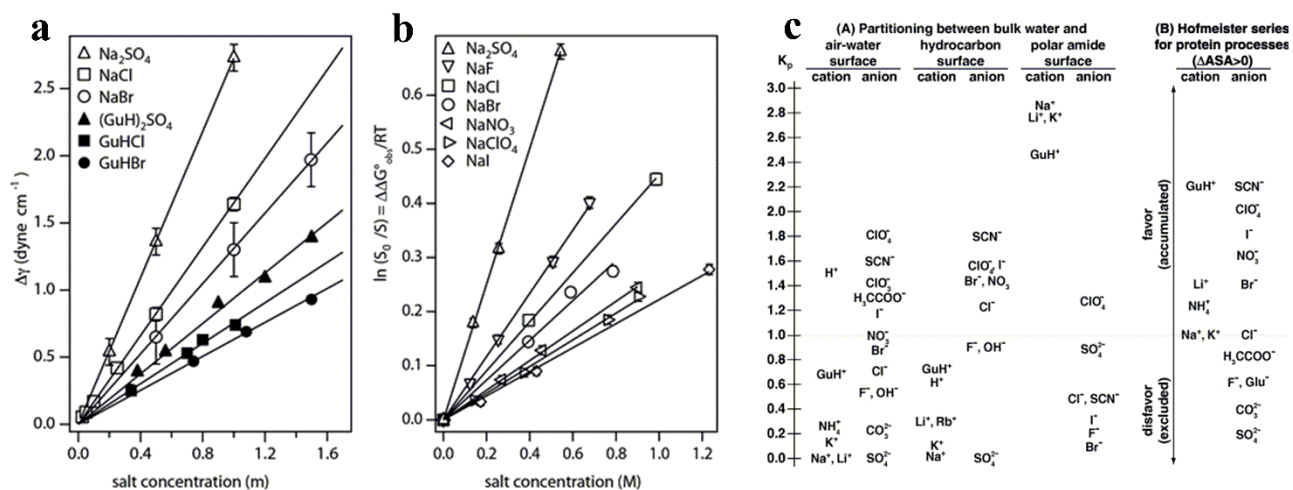 a
Na₂SO₄
NaCl
NaBr
(GuH)₂SO₄
GuHCl
GuHBr
2.5
2.0
1.5
1.0
0.5
0.0
0.0 0.4 0.8 1.2 1.6
Δγ (dyne cm⁻¹)
salt concentration (m)
b
Na₂SO₄
NaF
NaCl
NaBr
NaNO₃
NaClO₄
NaI
0.6
0.5
0.4
0.3
0.2
0.1
0.0
0.0 0.2 0.4 0.6 0.8 1.0 1.2
ln (S₀/S) = ΔΔG°obs/RT
salt concentration (M)
c
(A) Partitioning between bulk water and
air-water surface
hydrocarbon surface
polar amide surface
(B) Hofmeister series
for protein processes
(ΔASA>0)
Kₚ cation anion cation anion cation anion cation anion
3.0
Na⁺
2.8
Li⁺, K⁺
2.6
GuH⁺
2.4
2.2 GuH⁺ SCN⁻
2.0 ClO₄⁻
1.8 ClO₄⁻ SCN⁻ I⁻
1.6 SCN⁻ ClO₄⁻, I⁻ NO₃⁻
H⁺
1.4 ClO₃⁻ Br⁻, NO₃ Li⁺ Br⁻
H₃CCOO⁻
1.2 I⁻ Cl⁻ ClO₄⁻ NH₄⁺
1.0 Na⁺, K⁺ Cl⁻
Br⁻ F⁻, OH⁻ SO₄²⁻
0.8 H₃CCOO⁻
GuH⁺ Cl⁻ GuH⁺
0.6 F⁻, OH⁻ H⁺ F⁻, Glu⁻
Cl⁻, SCN⁻
0.4 Li⁺, Rb⁺ I⁻ CO₃²⁻
NH₄⁺ CO₃²⁻
0.2 K⁺ K⁺ F⁻ SO₄²⁻
Br⁻
0.0 Na⁺, Li⁺ SO₄²⁻ Na⁺ SO₄²⁻
favor
(accumulated)
disfavor
(excluded)